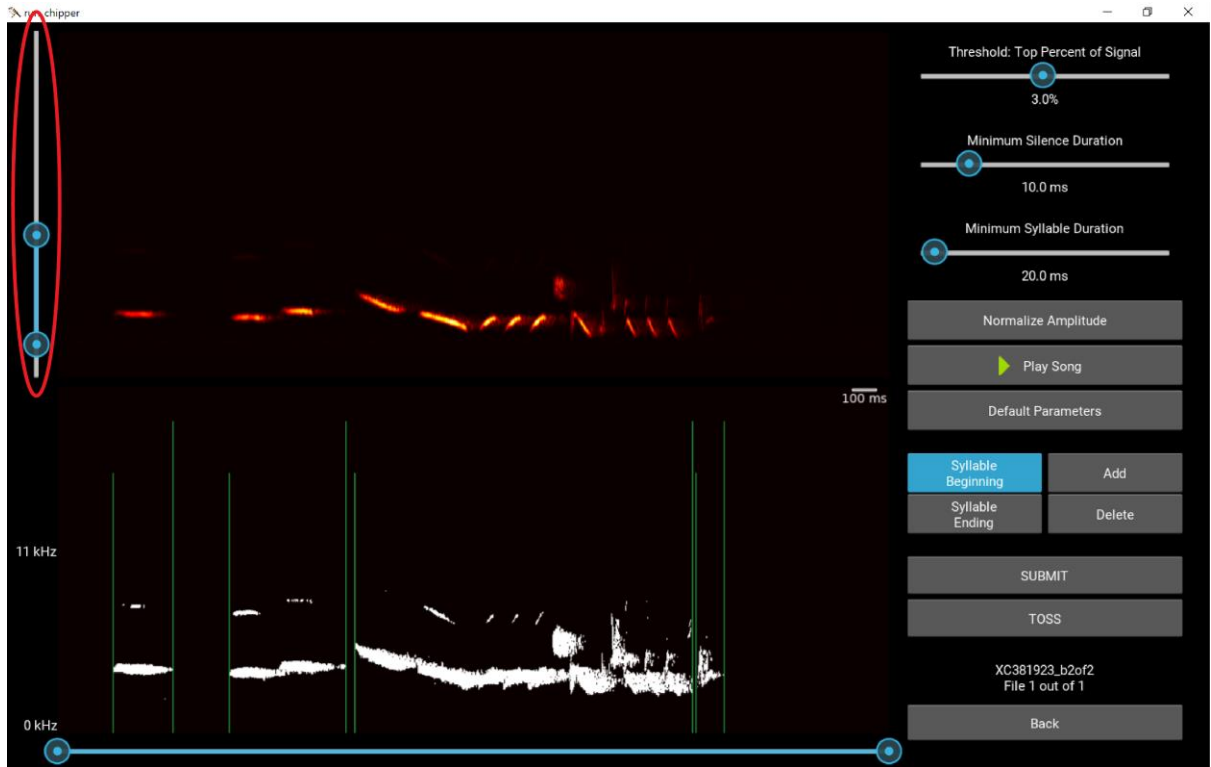 run_chipper
Threshold: Top Percent of Signal
3.0%
Minimum Silence Duration
10.0 ms
Minimum Syllable Duration
20.0 ms
Normalize Amplitude
Play Song
Default Parameters
100 ms
Syllable
Beginning
Add
Syllable
Ending
Delete
11 kHz
SUBMIT
TOSS
XC381923_b2of2
File 1 out of 1
0 kHz
Back